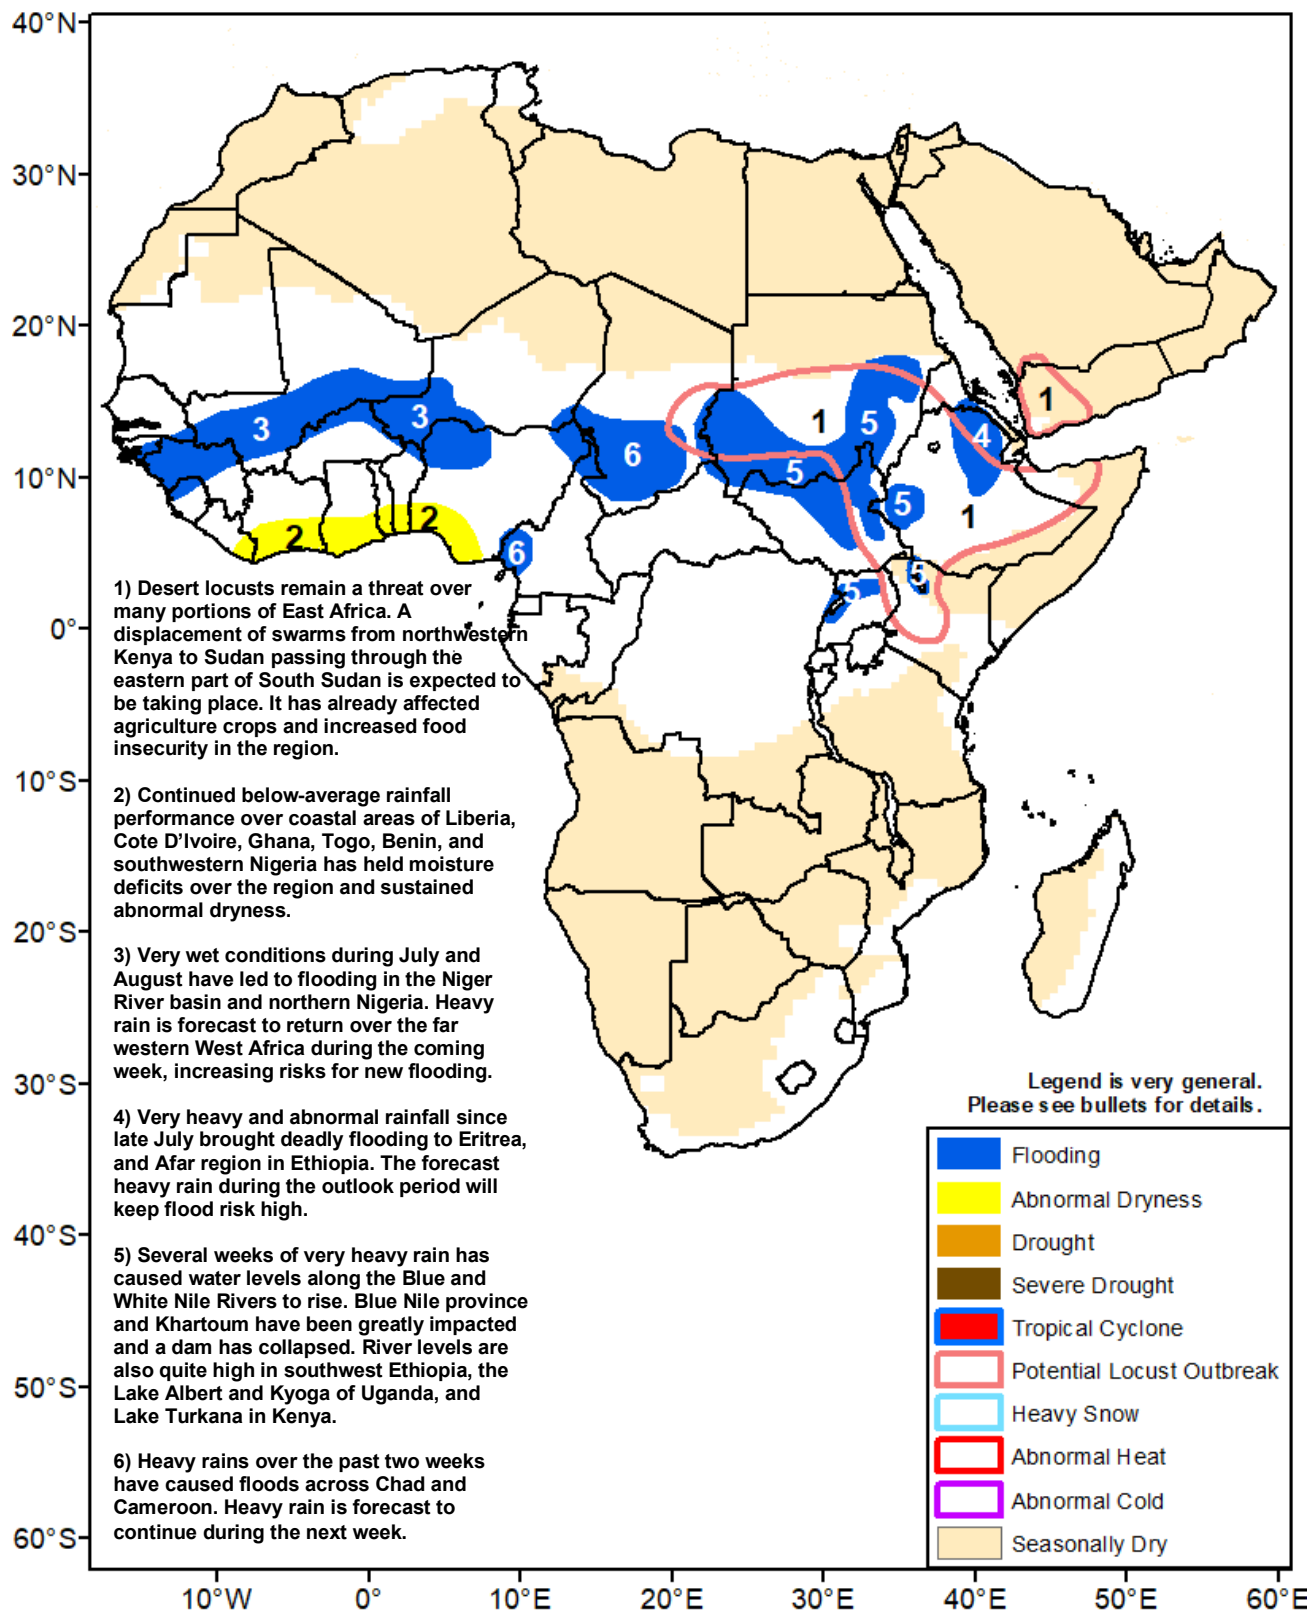 40°N
30°N
20°N
10°N
0°
10°S
20°S
30°S
40°S
50°S
60°S
10°W
0°
10°E
20°E
30°E
40°E
50°E
60°E
1
3
3
1
5
4
6
5
5
1
2
2
6
5
5
1) Desert locusts remain a threat over
many portions of East Africa. A
displacement of swarms from northwestern
Kenya to Sudan passing through the
eastern part of South Sudan is expected to
be taking place. It has already affected
agriculture crops and increased food
insecurity in the region.
2) Continued below-average rainfall
performance over coastal areas of Liberia,
Cote D'Ivoire, Ghana, Togo, Benin, and
southwestern Nigeria has held moisture
deficits over the region and sustained
abnormal dryness.
3) Very wet conditions during July and
August have led to flooding in the Niger
River basin and northern Nigeria. Heavy
rain is forecast to return over the far
western West Africa during the coming
week, increasing risks for new flooding.
4) Very heavy and abnormal rainfall since
late July brought deadly flooding to Eritrea,
and Afar region in Ethiopia. The forecast
heavy rain during the outlook period will
keep flood risk high.
5) Several weeks of very heavy rain has
caused water levels along the Blue and
White Nile Rivers to rise. Blue Nile province
and Khartoum have been greatly impacted
and a dam has collapsed. River levels are
also quite high in southwest Ethiopia, the
Lake Albert and Kyoga of Uganda, and
Lake Turkana in Kenya.
6) Heavy rains over the past two weeks
have caused floods across Chad and
Cameroon. Heavy rain is forecast to
continue during the next week.
Legend is very general.
Please see bullets for details.
Flooding
Abnormal Dryness
Drought
Severe Drought
Tropical Cyclone
Potential Locust Outbreak
Heavy Snow
Abnormal Heat
Abnormal Cold
Seasonally Dry